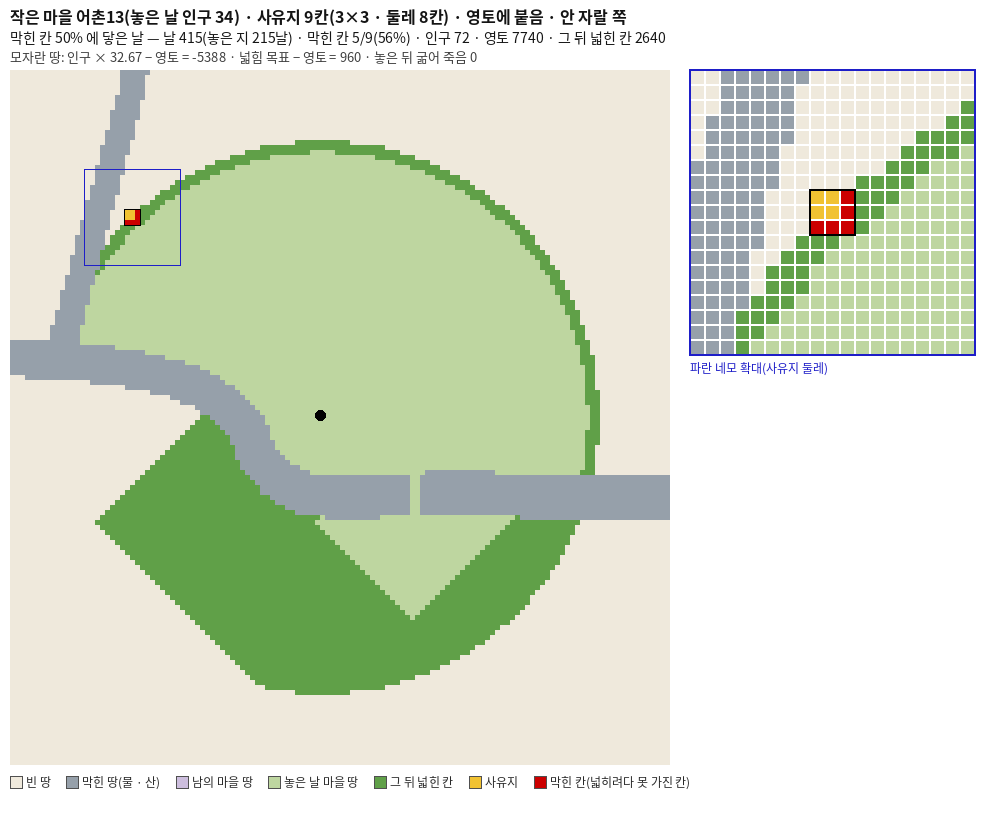 작은 마을 어촌13(놓은 날 인구 34) · 사유지 9칸(3×3 · 둘레 8칸) · 영토에 붙음 · 안 자랄 쪽
막힌 칸 50% 에 닿은 날 — 날 415(놓은 지 215날) · 막힌 칸 5/9(56%) · 인구 72 · 영토 7740 · 그 뒤 넓힌 칸 2640
모자란 땅: 인구 × 32.67 − 영토 = -5388 · 넓힘 목표 − 영토 = 960 · 놓은 뒤 굶어 죽음 0
파란 네모 확대(사유지 둘레)
빈 땅
막힌 땅(물 · 산)
남의 마을 땅
놓은 날 마을 땅
그 뒤 넓힌 칸
사유지
막힌 칸(넓히려다 못 가진 칸)